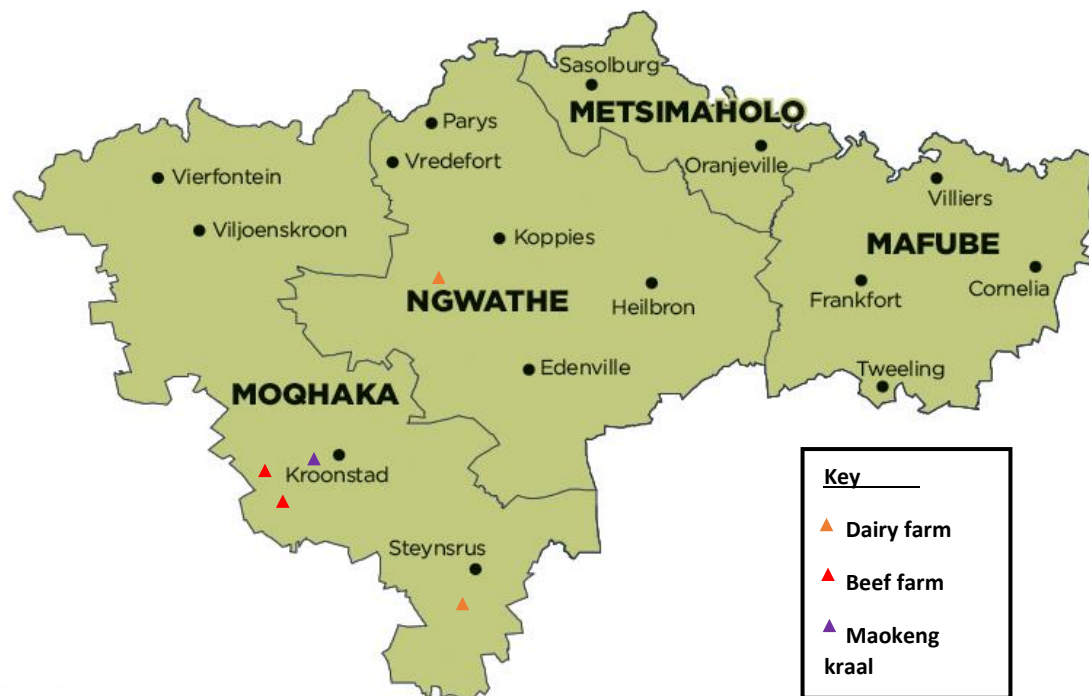 Sasolburg
METSIMAHOLO
Parys
Oranjeville
Vredefort
Vierfontein
Villiers
Viljoenskroon
Koppies
MAFUBE
Cornelia
NGWATHE
Heilbron
Frankfort
Edenville
Tweeling
MOQHAKA
Kroonstad
Steynsrus
Key
Dairy farm
Beef farm
Maokeng
kraal